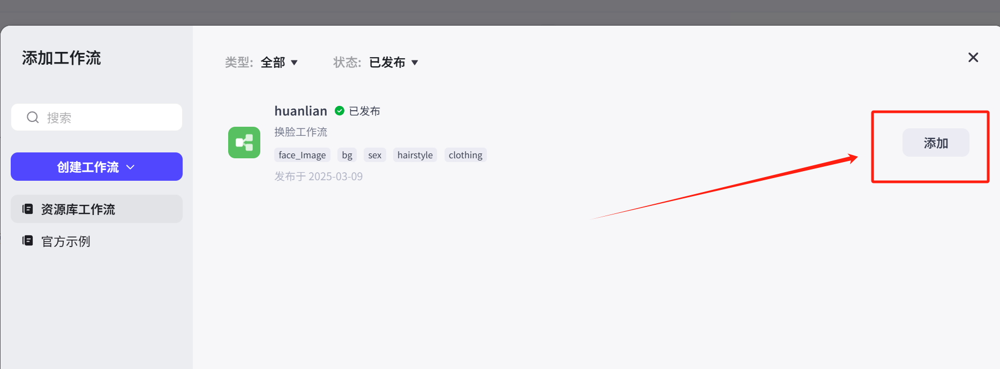 添加工作流
搜索
创建工作流
资源库工作流
官方示例
类型: 全部 状态: 已发布
huanlian 已发布
换脸工作流
face_Image bg sex hairstyle clothing
发布于 2025-03-09
添加